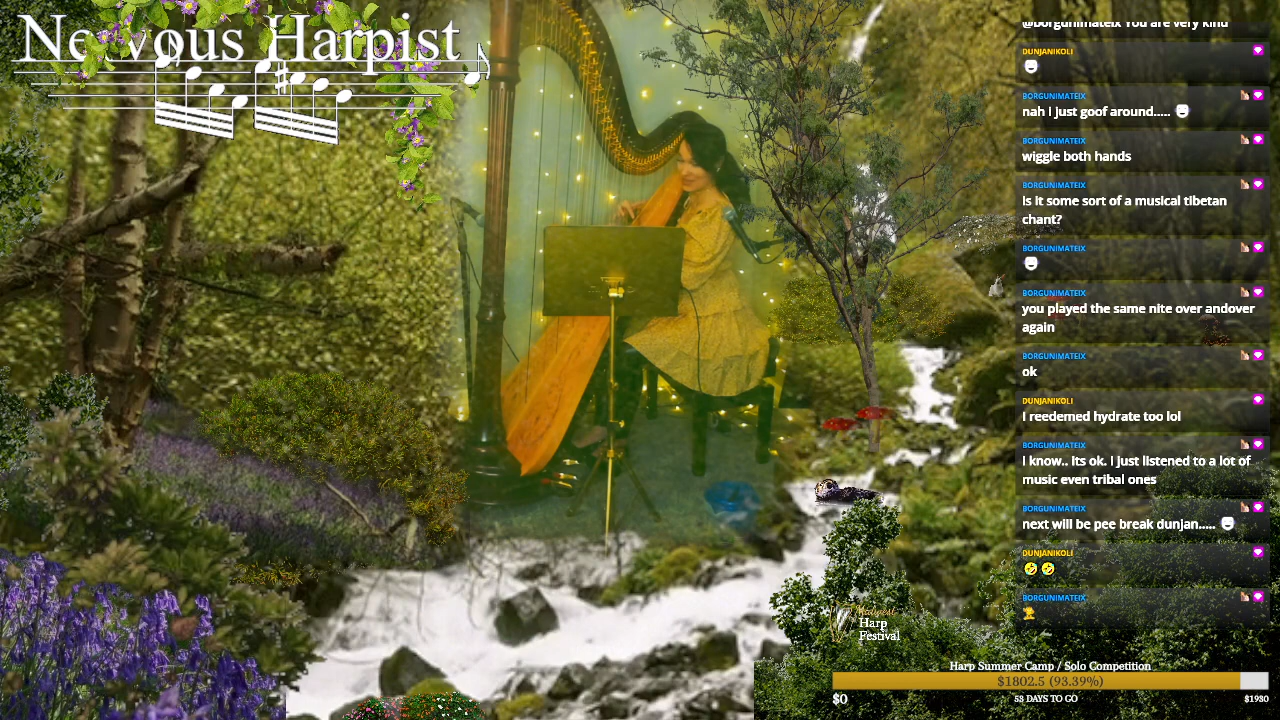 Nervous Harpist
@borgunimateix You are very kind
DUNJANIKOLI
BORGUNIMATEIX
nah i just goof around.....
BORGUNIMATEIX
wiggle both hands
BORGUNIMATEIX
is it some sort of a musical tibetan
chant?
BORGUNIMATEIX
BORGUNIMATEIX
you played the same nite over andover
again
BORGUNIMATEIX
ok
DUNJANIKOLI
I reedemed hydrate too lol
BORGUNIMATEIX
i know.. its ok. i just listened to a lot of
music even tribal ones
BORGUNIMATEIX
next will be pee break dunjan.....
DUNJANIKOLI
BORGUNIMATEIX
Harp
Festival
Harp Summer Camp / Solo Competition
$1802.5 (93.39%)
$0
53 DAYS TO GO
$1930